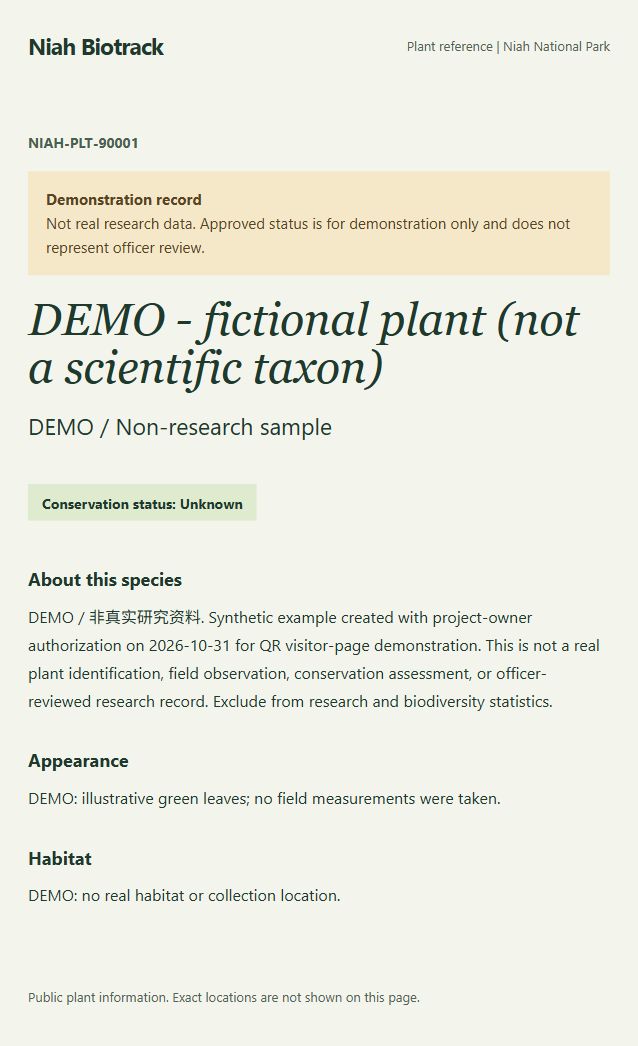 Niah Biotrack
Plant reference | Niah National Park
NIAH-PLT-90001
Demonstration record
Not real research data. Approved status is for demonstration only and does not
represent officer review.
DEMO - fictional plant (not
a scientific taxon)
DEMO / Non-research sample
Conservation status: Unknown
About this species
DEMO / 非真实研究资料. Synthetic example created with project-owner
authorization on 2026-10-31 for QR visitor-page demonstration. This is not a real
plant identification, field observation, conservation assessment, or officer-
reviewed research record. Exclude from research and biodiversity statistics.
Appearance
DEMO: illustrative green leaves; no field measurements were taken.
Habitat
DEMO: no real habitat or collection location.
Public plant information. Exact locations are not shown on this page.